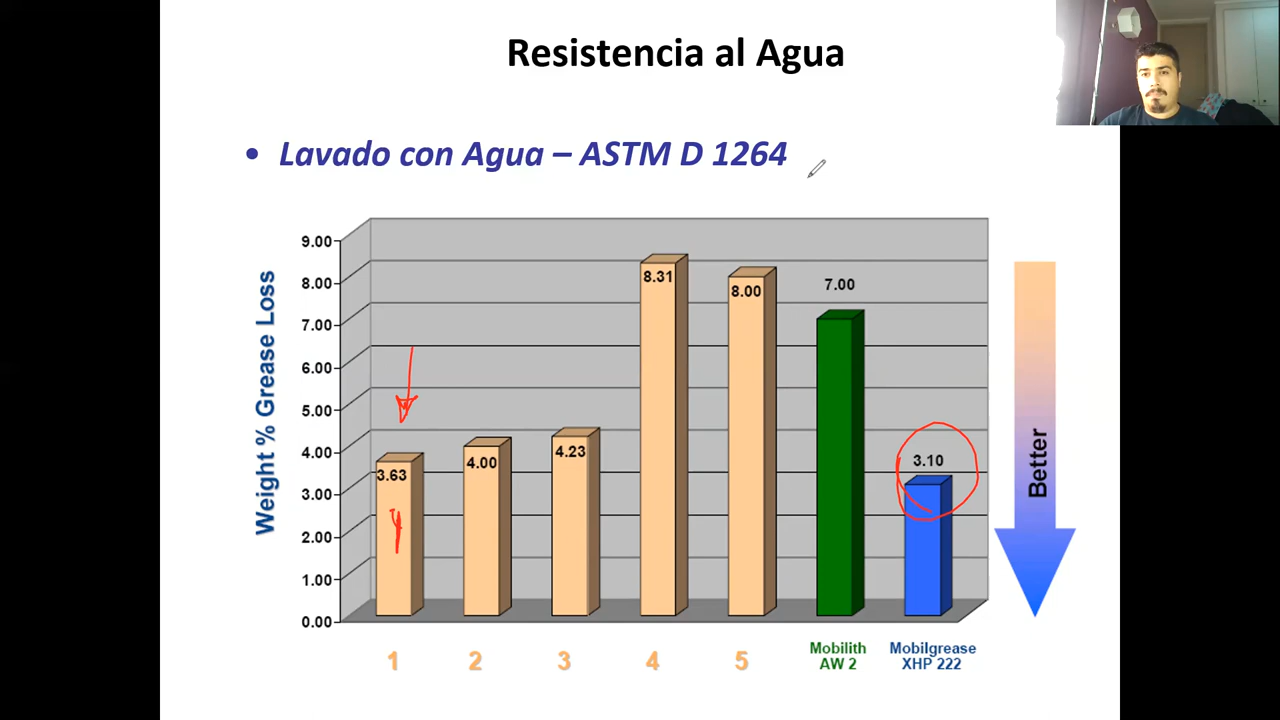 Resistencia al Agua
• Lavado con Agua – ASTM D 1264
Weight % Grease Loss
9.00
8.00
7.00
6.00
5.00
4.00
3.00
2.00
1.00
0.00
3.63
4.00
4.23
8.31
8.00
7.00
3.10
Better
1
2
3
4
5
Mobilith
AW 2
Mobilgrease
XHP 222